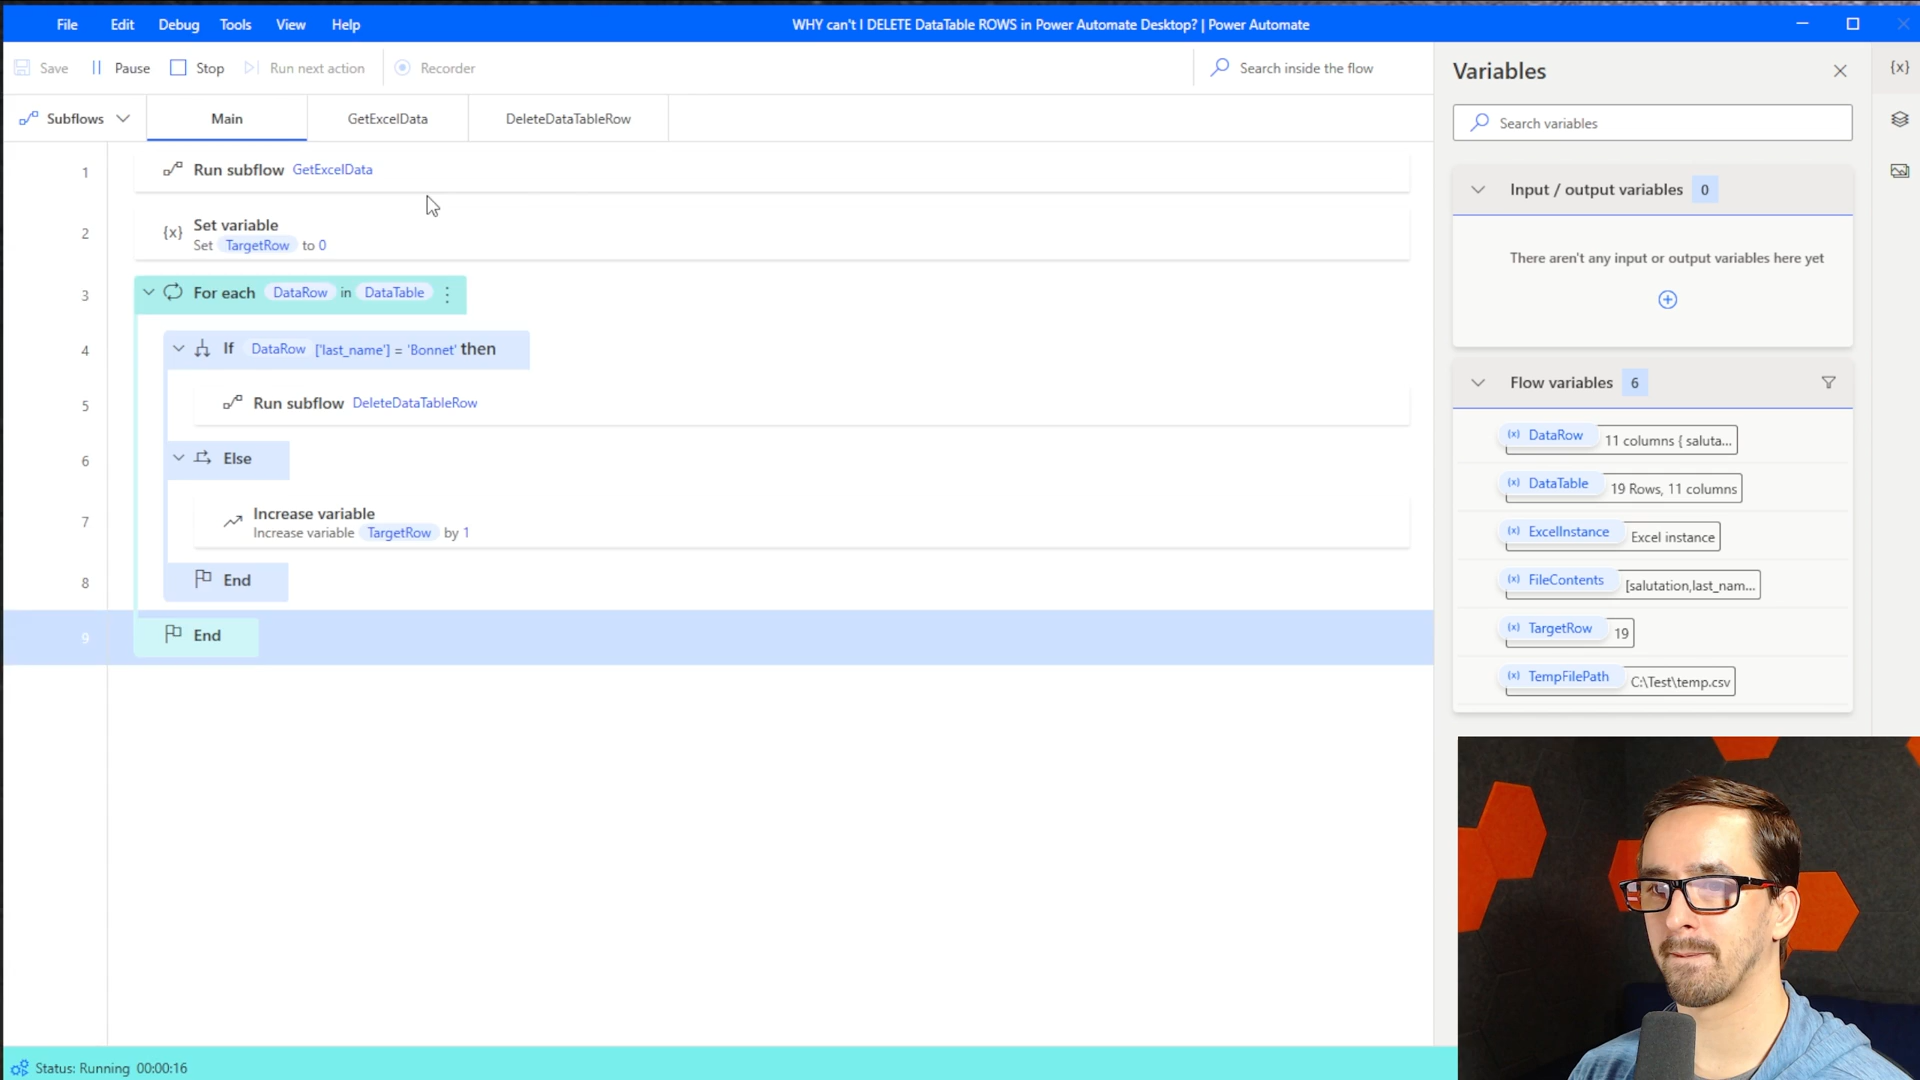 File Edit Debug Tools View Help WHY can't I DELETE DataTable ROWS in Power Automate Desktop? | Power Automate
Save Pause Stop Run next action Recorder Search inside the flow
Subflows Main GetExcelData DeleteDataTableRow
1 Run subflow GetExcelData
2 {x} Set variable
Set TargetRow to 0
3 For each DataRow in DataTable
4 If DataRow ['last_name'] = 'Bonnet' then
5 Run subflow DeleteDataTableRow
6 Else
7 Increase variable
Increase variable TargetRow by 1
8 End
9 End
Status: Running 00:00:16
Variables {x}
Search variables
Input / output variables 0
There aren't any input or output variables here yet
Flow variables 6
(x) DataRow 11 columns { saluta...
(x) DataTable 19 Rows, 11 columns
(x) ExcelInstance Excel instance
(x) FileContents [salutation,last_nam...
(x) TargetRow 19
(x) TempFilePath C:\Test\temp.csv